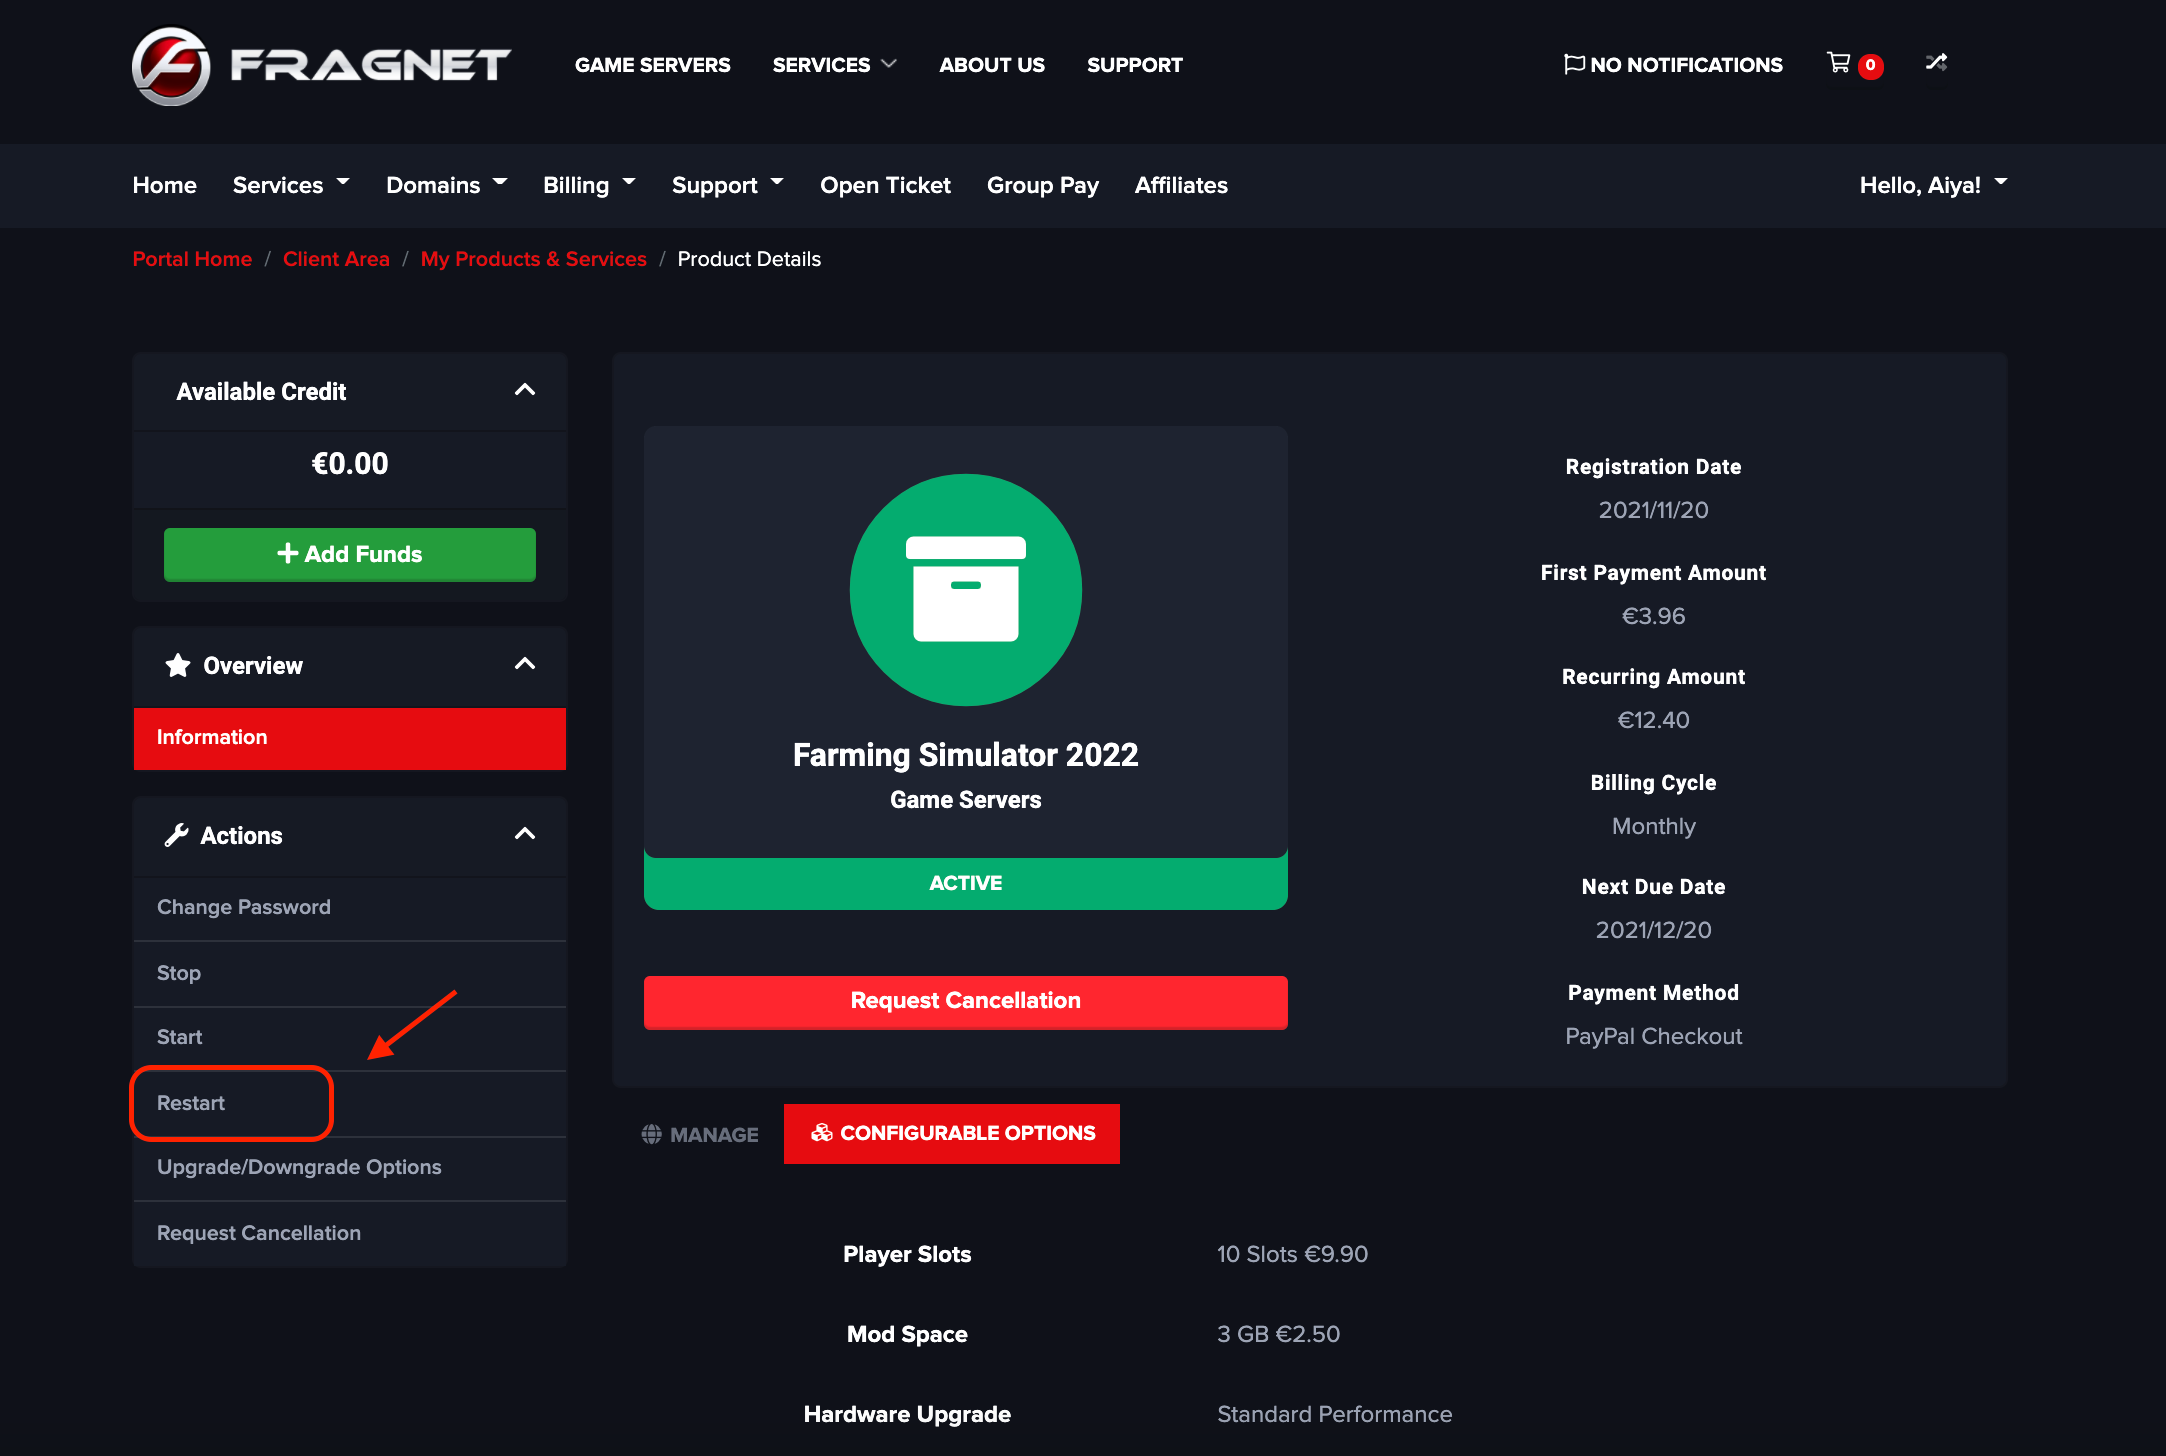 FRAGNET
GAME SERVERS
SERVICES
ABOUT US
SUPPORT
NO NOTIFICATIONS
0
Home
Services
Domains
Billing
Support
Open Ticket
Group Pay
Affiliates
Hello, Aiya!
Portal Home / Client Area / My Products & Services / Product Details
Available Credit
€0.00
+ Add Funds
Overview
Information
Actions
Change Password
Stop
Start
Restart
Upgrade/Downgrade Options
Request Cancellation
Farming Simulator 2022
Game Servers
ACTIVE
Request Cancellation
Registration Date
2021/11/20
First Payment Amount
€3.96
Recurring Amount
€12.40
Billing Cycle
Monthly
Next Due Date
2021/12/20
Payment Method
PayPal Checkout
MANAGE
CONFIGURABLE OPTIONS
Player Slots
10 Slots €9.90
Mod Space
3 GB €2.50
Hardware Upgrade
Standard Performance